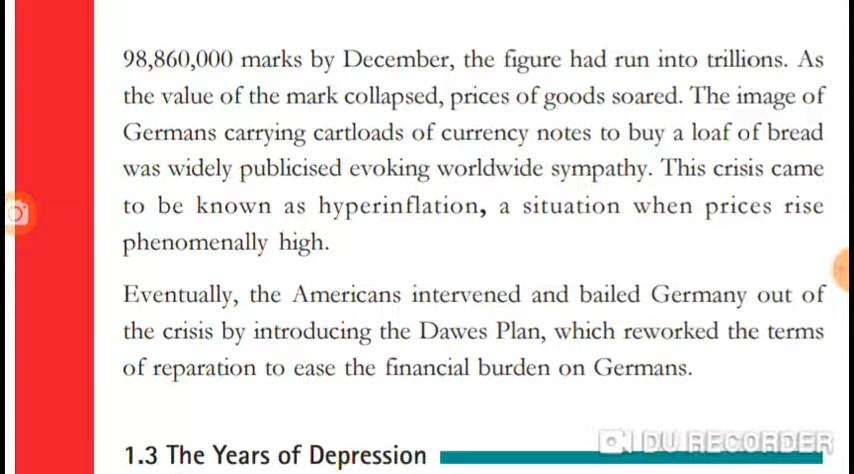 98,860,000 marks by December, the figure had run into trillions. As
the value of the mark collapsed, prices of goods soared. The image of
Germans carrying cartloads of currency notes to buy a loaf of bread
was widely publicised evoking worldwide sympathy. This crisis came
to be known as hyperinflation, a situation when prices rise
phenomenally high.
Eventually, the Americans intervened and bailed Germany out of
the crisis by introducing the Dawes Plan, which reworked the terms
of reparation to ease the financial burden on Germans.
DU RECORDER
1.3 The Years of Depression